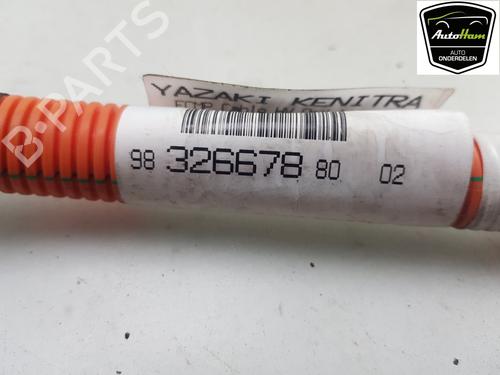 AutoHam
AUTO
ONDERDELEN
YAZAKI KENITRA
98 326678 80 02
B-PARTS